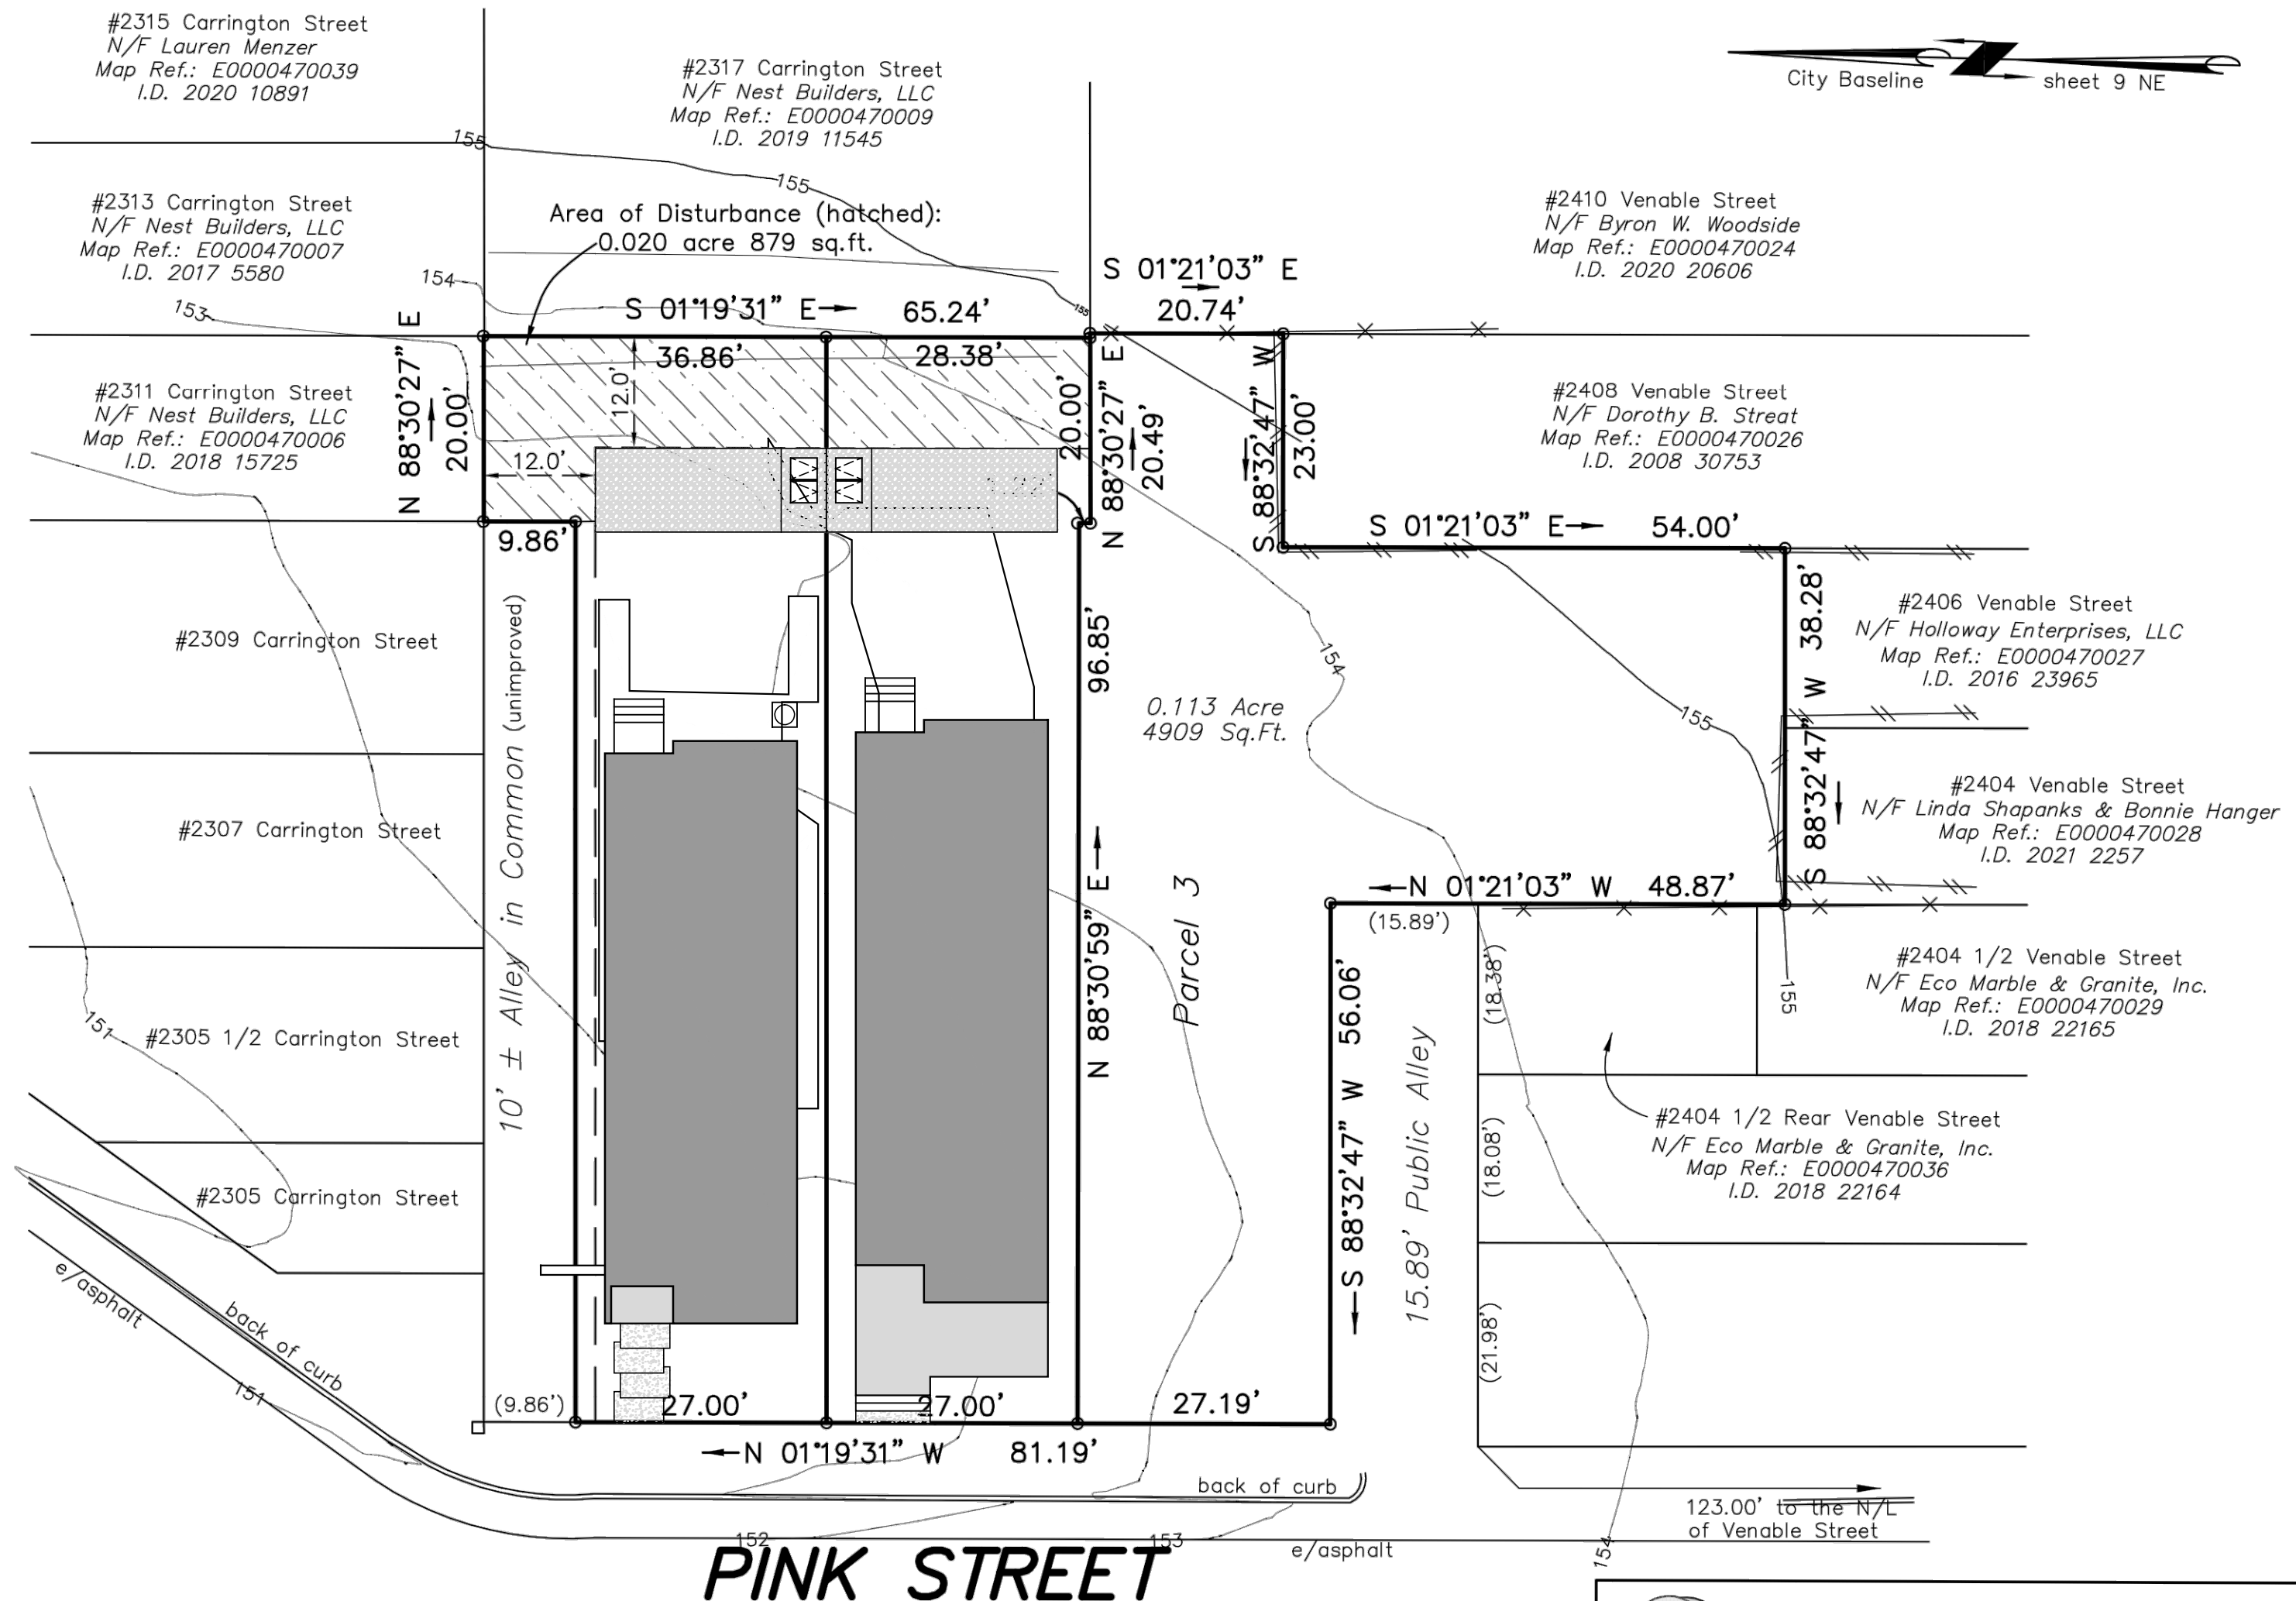 #2315 Carrington Street
N/F Lauren Menzer
Map Ref.: E0000470039
I.D. 2020 10891
#2317 Carrington Street
N/F Nest Builders, LLC
Map Ref.: E0000470009
I.D. 2019 11545
City Baseline
sheet 9 NE
155
155
#2313 Carrington Street
N/F Nest Builders, LLC
Map Ref.: E0000470007
I.D. 2017 5580
Area of Disturbance (hatched):
0.020 acre 879 sq.ft.
#2410 Venable Street
N/F Byron W. Woodside
Map Ref.: E0000470024
I.D. 2020 20606
154
153
155
S 01°19'31" E
65.24'
S 01°21'03" E
20.74'
36.86'
28.38'
12.0'
12.0'
N 88°30'27" E
20.00'
20.00'
N 88°30'27" E
20.49'
S 88°32'47" W
23.00'
#2311 Carrington Street
N/F Nest Builders, LLC
Map Ref.: E0000470006
I.D. 2018 15725
#2408 Venable Street
N/F Dorothy B. Streat
Map Ref.: E0000470026
I.D. 2008 30753
9.86'
S 01°21'03" E
54.00'
#2309 Carrington Street
10' ± Alley in Common (unimproved)
N 88°30'59" E
96.85'
154
0.113 Acre
4909 Sq.Ft.
155
S 88°32'47" W 38.28'
#2406 Venable Street
N/F Holloway Enterprises, LLC
Map Ref.: E0000470027
I.D. 2016 23965
#2404 Venable Street
N/F Linda Shapanks & Bonnie Hanger
Map Ref.: E0000470028
I.D. 2021 2257
#2307 Carrington Street
Parcel 3
N 01°21'03" W
48.87'
(15.89')
(18.38')
155
#2404 1/2 Venable Street
N/F Eco Marble & Granite, Inc.
Map Ref.: E0000470029
I.D. 2018 22165
151
#2305 1/2 Carrington Street
S 88°32'47" W 56.06'
15.89' Public Alley
(18.08')
#2404 1/2 Rear Venable Street
N/F Eco Marble & Granite, Inc.
Map Ref.: E0000470036
I.D. 2018 22164
#2305 Carrington Street
e/asphalt
back of curb
151
(21.98')
(9.86')
27.00'
27.00'
27.19'
N 01°19'31" W
81.19'
back of curb
123.00' to the N/L
of Venable Street
152
153
e/asphalt
154
PINK STREET